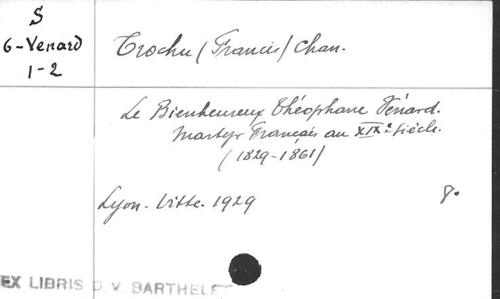 S
6-Venard
1-2
Trochu (Francis) Chan.
Le Bienheureux Théophane Vénard.
Martyr Français au XIXe siècle.
(1829-1861)
Lyon. Vitte. 1929
8°
EX LIBRIS D. V. BARTHELE